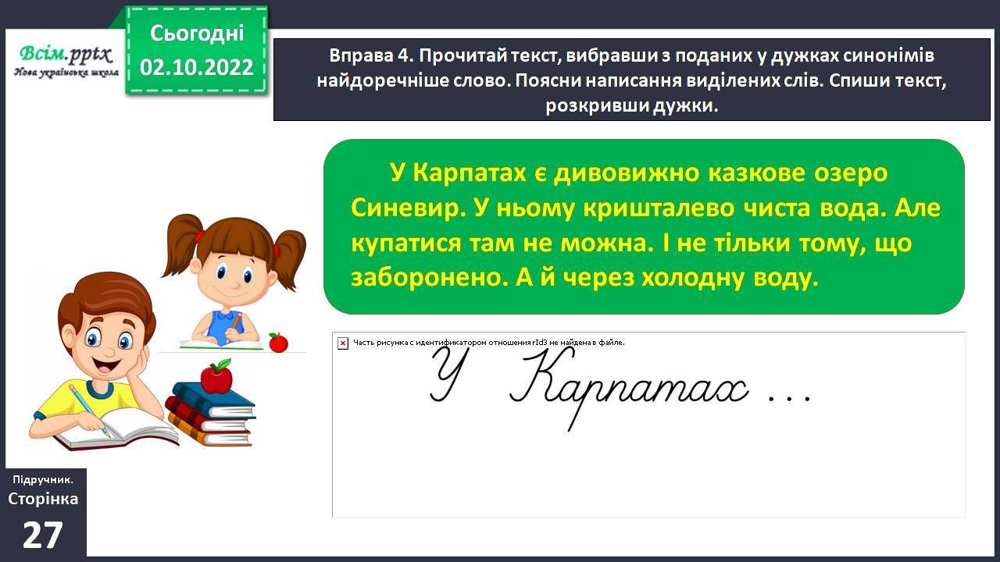 Сьогодні
02.10.2022
Всім.pptx
Нова українська школа
Вправа 4. Прочитай текст, вибравши з поданих у дужках синонімів
найдоречніше слово. Поясни написання виділених слів. Спиши текст,
розкривши дужки.
У Карпатах є дивовижно казкове озеро
Синевир. У ньому кришталево чиста вода. Але
купатися там не можна. І не тільки тому, що
заборонено. А й через холодну воду.
Часть рисунка с идентификатором отношения rId3 не найдена в файле.
У Карпатах ...
Підручник.
Сторінка
27